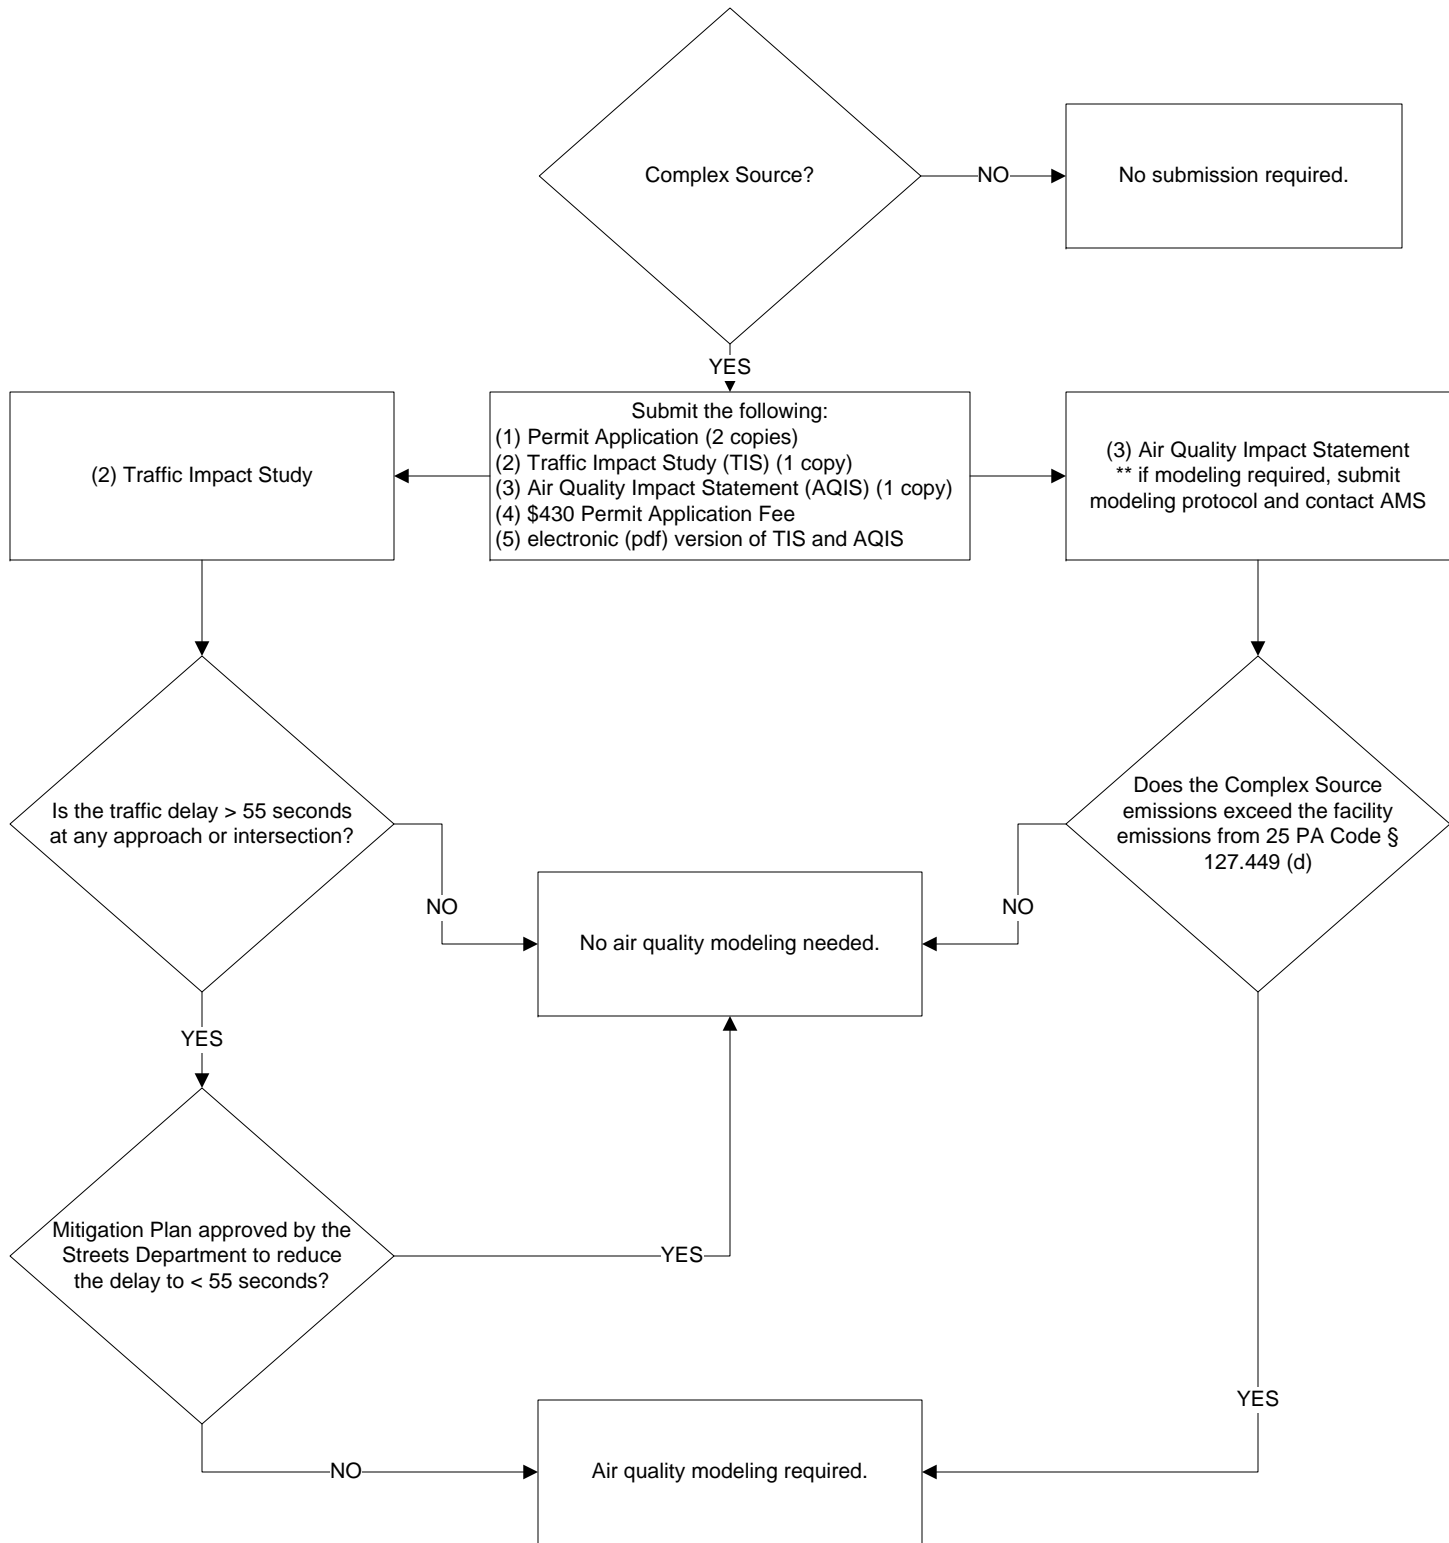 Complex Source?
NO
No submission required.
YES
(2) Traffic Impact Study
Submit the following:
(1) Permit Application (2 copies)
(2) Traffic Impact Study (TIS) (1 copy)
(3) Air Quality Impact Statement (AQIS) (1 copy)
(4) $430 Permit Application Fee
(5) electronic (pdf) version of TIS and AQIS
(3) Air Quality Impact Statement
** if modeling required, submit
modeling protocol and contact AMS
Is the traffic delay > 55 seconds
at any approach or intersection?
Does the Complex Source
emissions exceed the facility
emissions from 25 PA Code §
127.449 (d)
NO
NO
No air quality modeling needed.
YES
Mitigation Plan approved by the
Streets Department to reduce
the delay to < 55 seconds?
YES
YES
NO
Air quality modeling required.